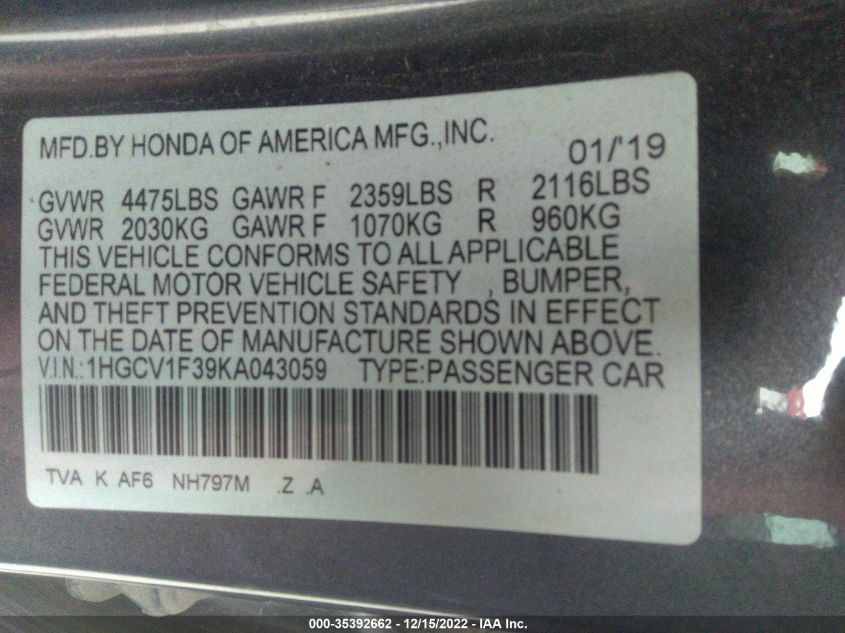 MFD.BY HONDA OF AMERICA MFG.,INC. 01/'19
GVWR 4475LBS GAWR F 2359LBS R 2116LBS
GVWR 2030KG GAWR F 1070KG R 960KG
THIS VEHICLE CONFORMS TO ALL APPLICABLE
FEDERAL MOTOR VEHICLE SAFETY , BUMPER,
AND THEFT PREVENTION STANDARDS IN EFFECT
ON THE DATE OF MANUFACTURE SHOWN ABOVE.
V.I.N.:1HGCV1F39KA043059 TYPE:PASSENGER CAR
TVA K AF6 NH797M .Z .A
000-35392662 - 12/15/2022 - IAA Inc.